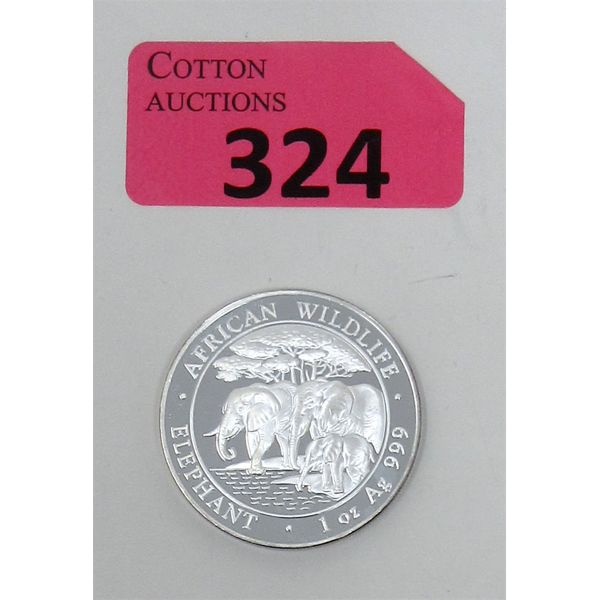 COTTON
AUCTIONS
324
AFRICAN WILDLIFE
ELEPHANT · 1 oz Ag 999